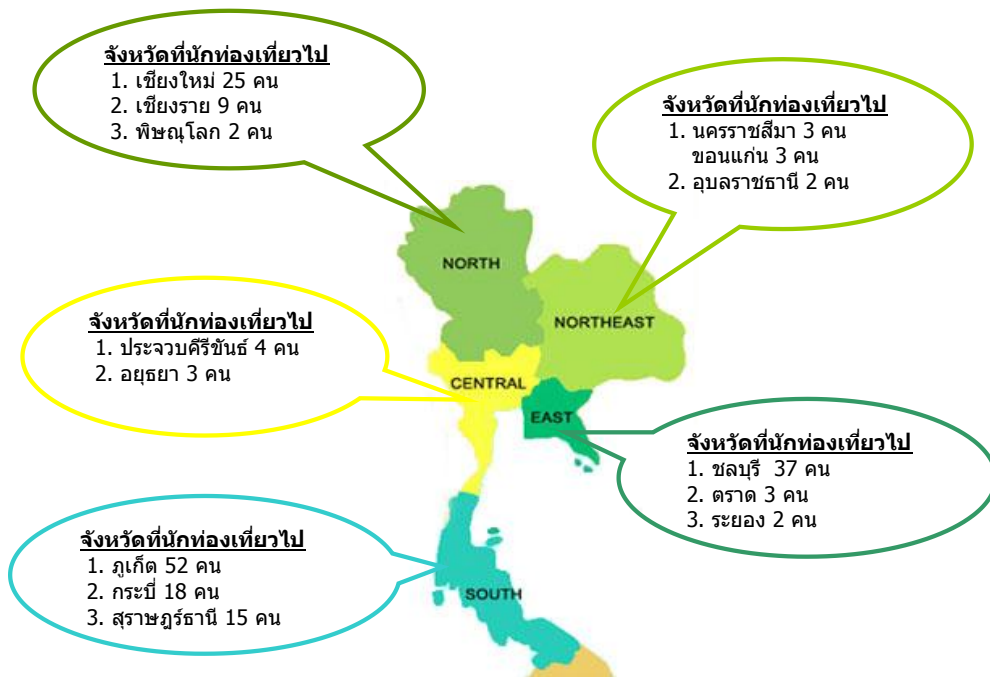 จังหวัดที่นักท่องเที่ยวไป
1. เชียงใหม่ 25 คน
2. เชียงราย 9 คน
3. พิษณุโลก 2 คน
จังหวัดที่นักท่องเที่ยวไป
1. นครราชสีมา 3 คน
ขอนแก่น 3 คน
2. อุบลราชธานี 2 คน
NORTH
NORTHEAST
จังหวัดที่นักท่องเที่ยวไป
1. ประจวบคีรีขันธ์ 4 คน
2. อยุธยา 3 คน
CENTRAL
EAST
จังหวัดที่นักท่องเที่ยวไป
1. ชลบุรี 37 คน
2. ตราด 3 คน
3. ระยอง 2 คน
จังหวัดที่นักท่องเที่ยวไป
1. ภูเก็ต 52 คน
2. กระบี่ 18 คน
3. สุราษฎร์ธานี 15 คน
SOUTH